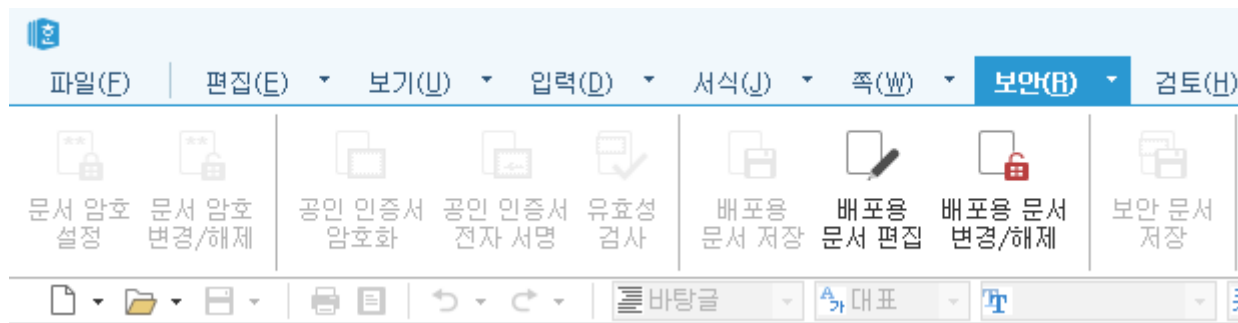 파일(F) 편집(E) 보기(U) 입력(D) 서식(J) 쪽(W) 보안(R) 검토(H)
문서 암호 설정
문서 암호 변경/해제
공인 인증서 암호화
공인 인증서 전자 서명
유효성 검사
배포용 문서 저장
배포용 문서 편집
배포용 문서 변경/해제
보안 문서 저장
바탕글 대표